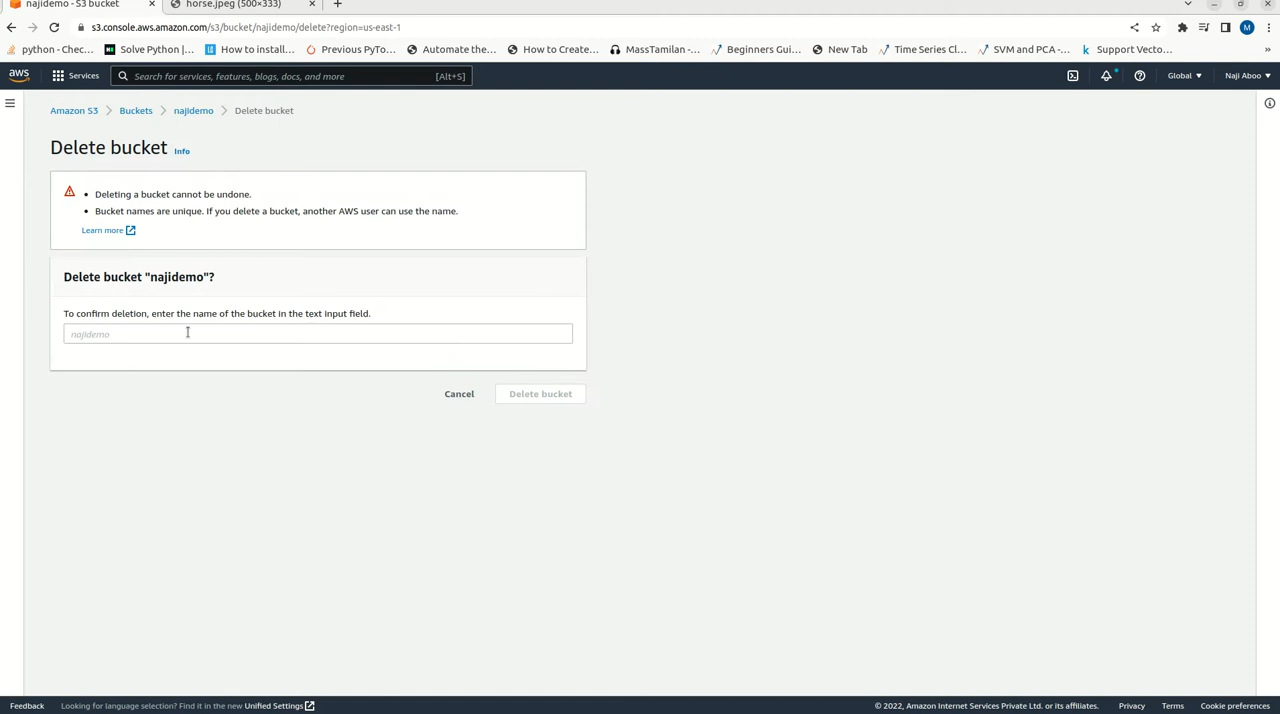 najidemo - S3 bucket
horse.jpeg (500×333)
s3.console.aws.amazon.com/s3/bucket/najidemo/delete?region=us-east-1
M
python - Chec...
Solve Python |...
How to install...
Previous PyTo...
Automate the...
How to Create...
MassTamilan -...
Beginners Gui...
New Tab
Time Series Cl...
SVM and PCA -...
Support Vecto...
aws
Services
Search for services, features, blogs, docs, and more
[Alt+S]
Global
Naji Aboo
Amazon S3
Buckets
najidemo
Delete bucket
Delete bucket
Info
Deleting a bucket cannot be undone.
Bucket names are unique. If you delete a bucket, another AWS user can use the name.
Learn more
Delete bucket "najidemo"?
To confirm deletion, enter the name of the bucket in the text input field.
najidemo
Cancel
Delete bucket
Feedback
Looking for language selection? Find it in the new Unified Settings
© 2022, Amazon Internet Services Private Ltd. or its affiliates.
Privacy
Terms
Cookie preferences